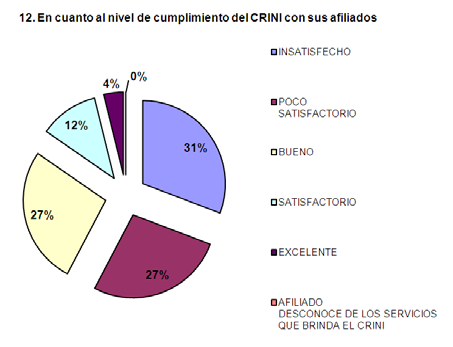 12. En cuanto al nivel de cumplimiento del CRINI con sus afiliados
0%
4%
12%
31%
27%
27%
INSATISFECHO
POCO
SATISFACTORIO
BUENO
SATISFACTORIO
EXCELENTE
AFILIADO
DESCONOCE DE LOS SERVICIOS
QUE BRINDA EL CRINI